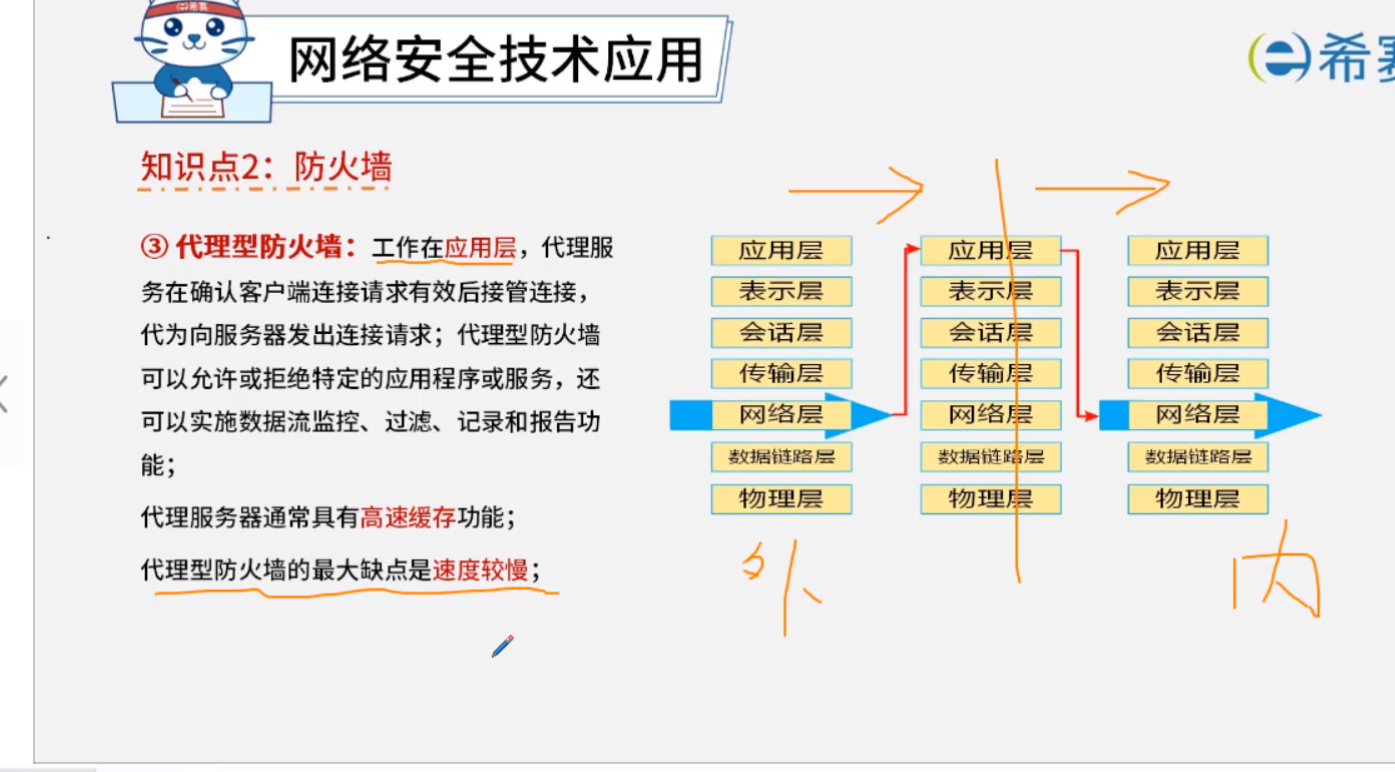 希赛
网络安全技术应用
希赛
知识点2：防火墙
③ 代理型防火墙：工作在应用层，代理服
务在确认客户端连接请求有效后接管连接，
代为向服务器发出连接请求；代理型防火墙
可以允许或拒绝特定的应用程序或服务，还
可以实施数据流监控、过滤、记录和报告功
能；
代理服务器通常具有高速缓存功能；
代理型防火墙的最大缺点是速度较慢；
应用层
表示层
会话层
传输层
网络层
数据链路层
物理层
应用层
表示层
会话层
传输层
网络层
数据链路层
物理层
应用层
表示层
会话层
传输层
网络层
数据链路层
物理层
外
内